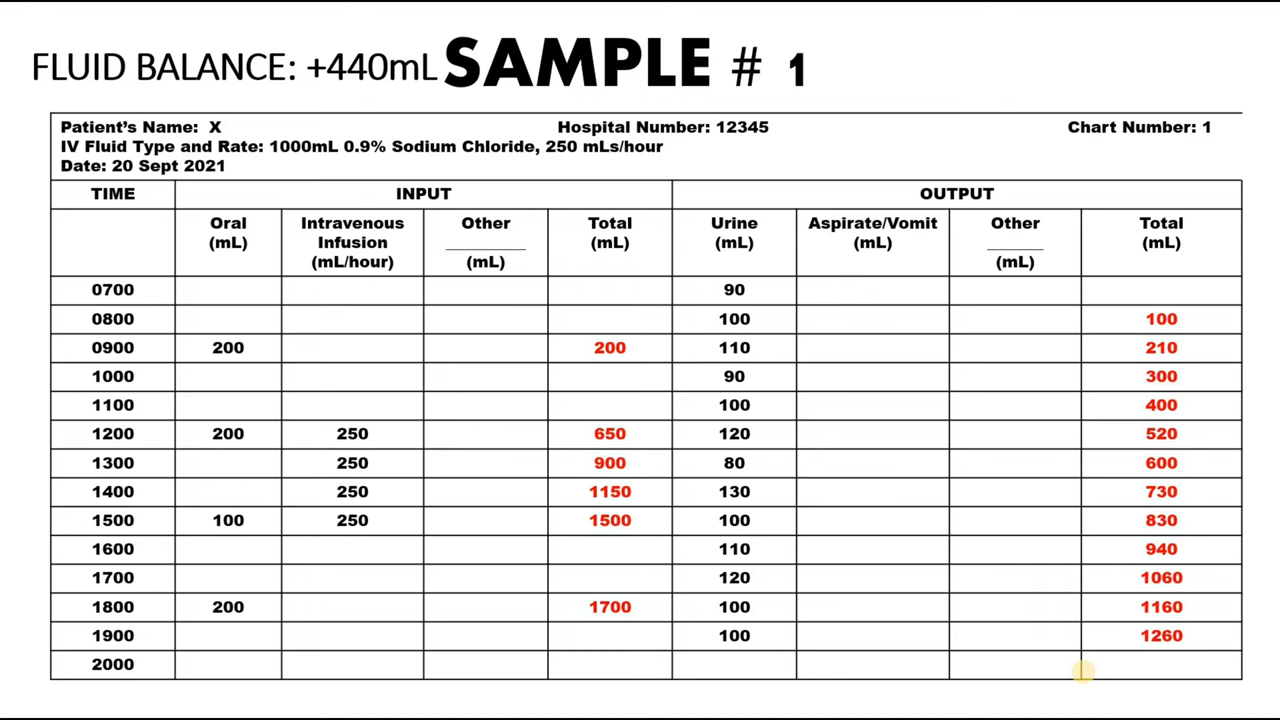 FLUID BALANCE: +440mL SAMPLE # 1
Patient's Name: X Hospital Number: 12345 Chart Number: 1
IV Fluid Type and Rate: 1000mL 0.9% Sodium Chloride, 250 mLs/hour
Date: 20 Sept 2021
TIME INPUT OUTPUT
Oral Intravenous Other Total Urine Aspirate/Vomit Other Total
(mL) Infusion (mL) (mL) (mL) (mL)
(mL/hour) (mL) (mL)
0700 90
0800 100 100
0900 200 200 110 210
1000 90 300
1100 100 400
1200 200 250 650 120 520
1300 250 900 80 600
1400 250 1150 130 730
1500 100 250 1500 100 830
1600 110 940
1700 120 1060
1800 200 1700 100 1160
1900 100 1260
2000